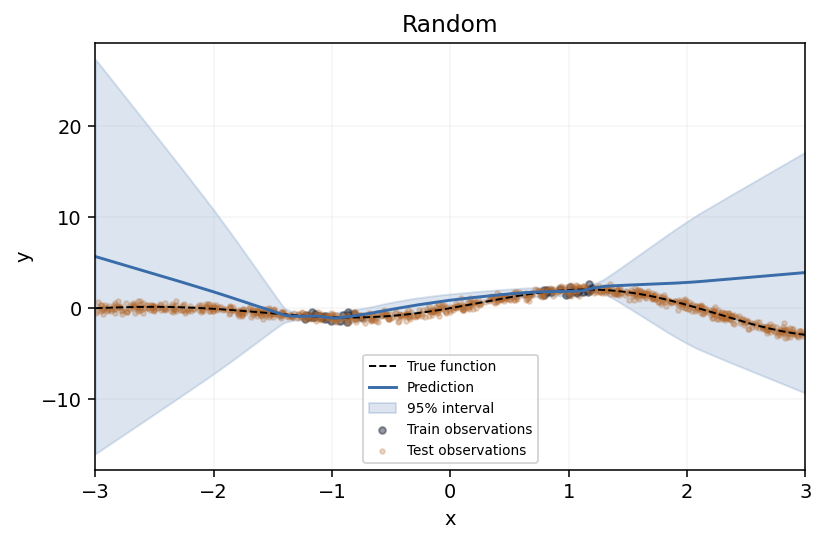 Random
y
20
10
0
−10
−3
−2
−1
0
1
2
3
x
True function
Prediction
95% interval
Train observations
Test observations